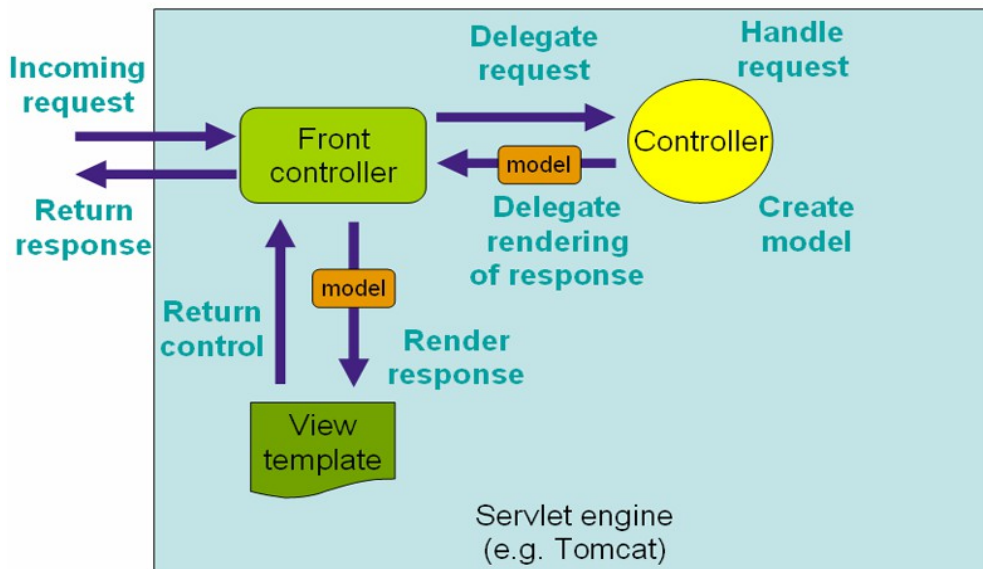 Incoming
request
Return
response
Front
controller
Delegate
request
Handle
request
Controller
model
Delegate
rendering
of response
Create
model
model
Return
control
Render
response
View
template
Servlet engine
(e.g. Tomcat)